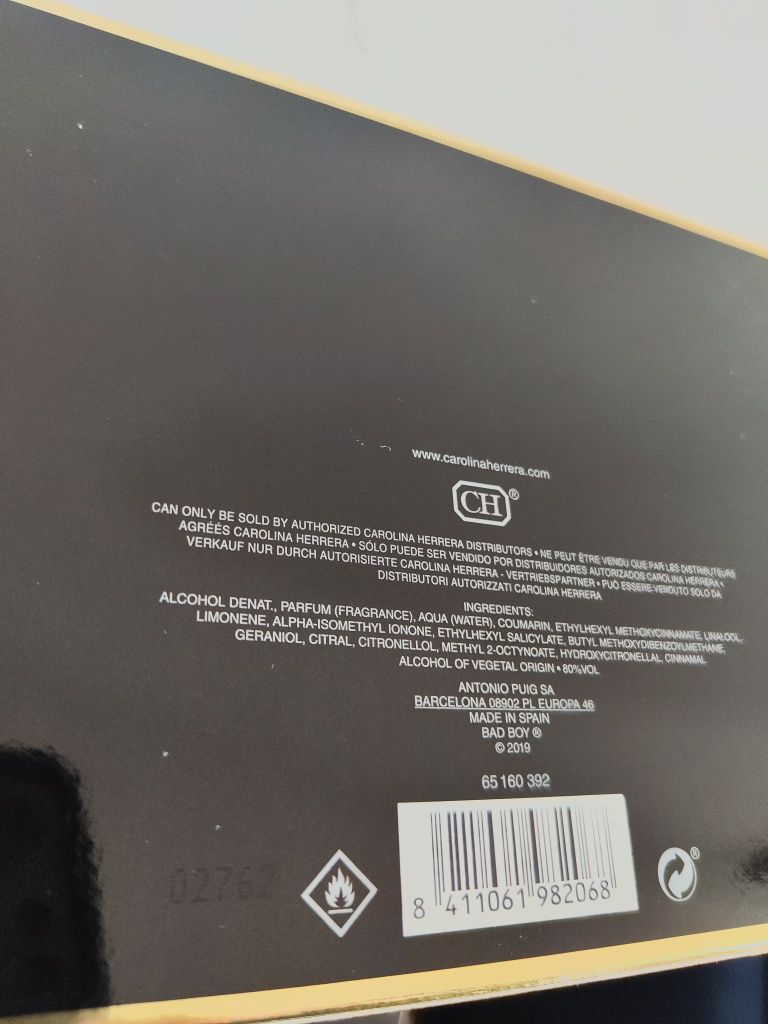 www.carolinaherrera.com
CH®
CAN ONLY BE SOLD BY AUTHORIZED CAROLINA HERRERA DISTRIBUTORS • NE PEUT ÊTRE VENDU QUE PAR LES DISTRIBUTEURS
AGRÉÉS CAROLINA HERRERA • SÓLO PUEDE SER VENDIDO POR DISTRIBUIDORES AUTORIZADOS CAROLINA HERRERA •
VERKAUF NUR DURCH AUTORISIERTE CAROLINA HERRERA - VERTRIEBSPARTNER • PUÒ ESSERE VENDUTO SOLO DA
DISTRIBUTORI AUTORIZZATI CAROLINA HERRERA
INGREDIENTS:
ALCOHOL DENAT., PARFUM (FRAGRANCE), AQUA (WATER), COUMARIN, ETHYLHEXYL METHOXYCINNAMATE, LINALOOL,
LIMONENE, ALPHA-ISOMETHYL IONONE, ETHYLHEXYL SALICYLATE, BUTYL METHOXYDIBENZOYLMETHANE,
GERANIOL, CITRAL, CITRONELLOL, METHYL 2-OCTYNOATE, HYDROXYCITRONELLAL, CINNAMAL
ALCOHOL OF VEGETAL ORIGIN • 80%VOL
ANTONIO PUIG SA
BARCELONA 08902 PL EUROPA 46
MADE IN SPAIN
BAD BOY ®
© 2019
65160392
8 411061 982068
®
02762